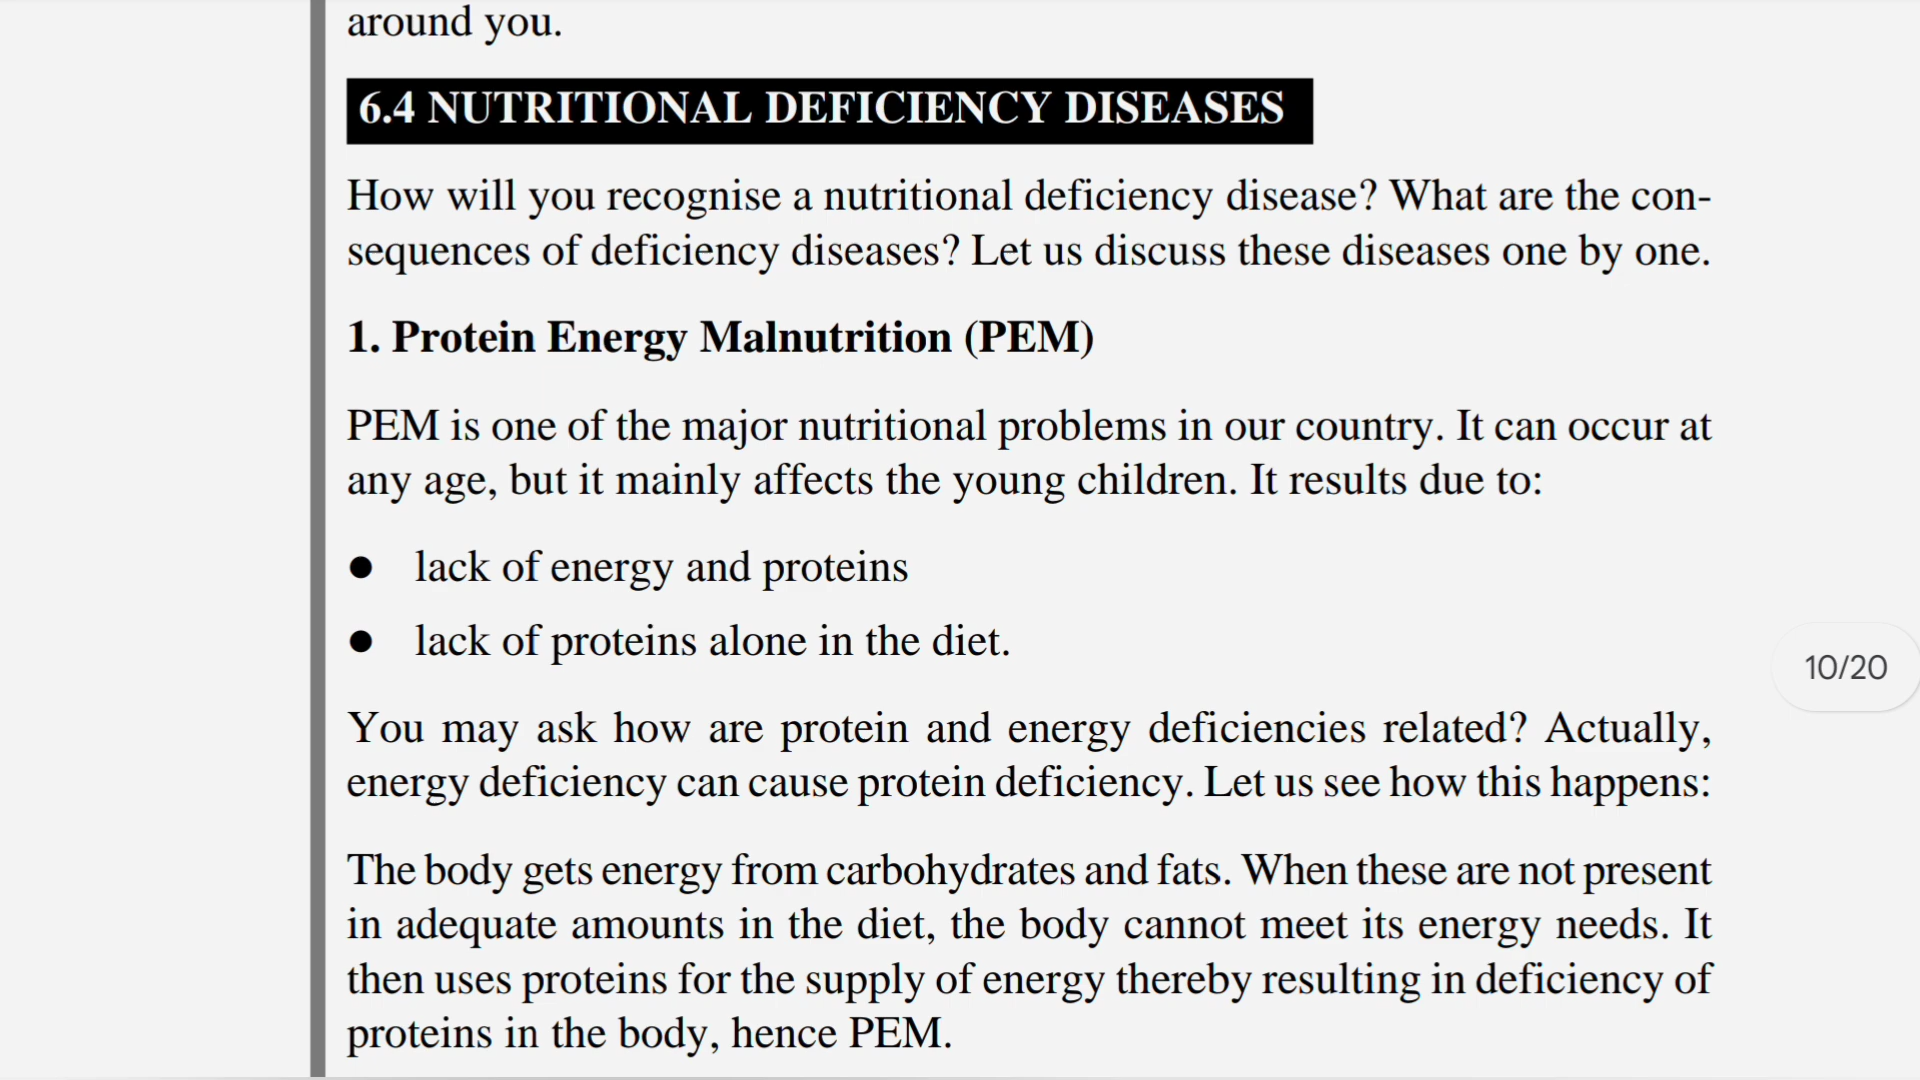 around you.
6.4 NUTRITIONAL DEFICIENCY DISEASES
How will you recognise a nutritional deficiency disease? What are the con-
sequences of deficiency diseases? Let us discuss these diseases one by one.
1. Protein Energy Malnutrition (PEM)
PEM is one of the major nutritional problems in our country. It can occur at
any age, but it mainly affects the young children. It results due to:
● lack of energy and proteins
● lack of proteins alone in the diet.
10/20
You may ask how are protein and energy deficiencies related? Actually,
energy deficiency can cause protein deficiency. Let us see how this happens:
The body gets energy from carbohydrates and fats. When these are not present
in adequate amounts in the diet, the body cannot meet its energy needs. It
then uses proteins for the supply of energy thereby resulting in deficiency of
proteins in the body, hence PEM.